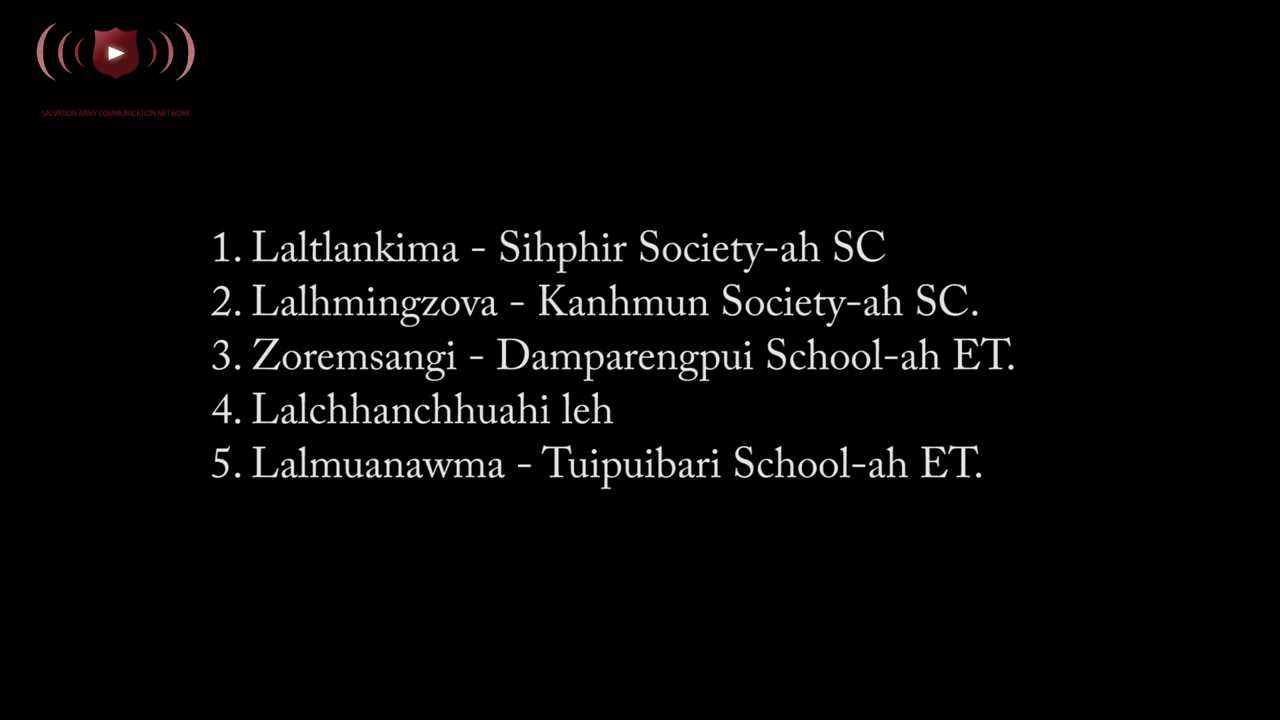 SALVATION ARMY COMMUNICATION NETWORK
1. Laltlankima - Sihphir Society-ah SC
2. Lalhmingzova - Kanhmun Society-ah SC.
3. Zoremsangi - Damparengpui School-ah ET.
4. Lalchhanchhuahi leh
5. Lalmuanawma - Tuipuibari School-ah ET.